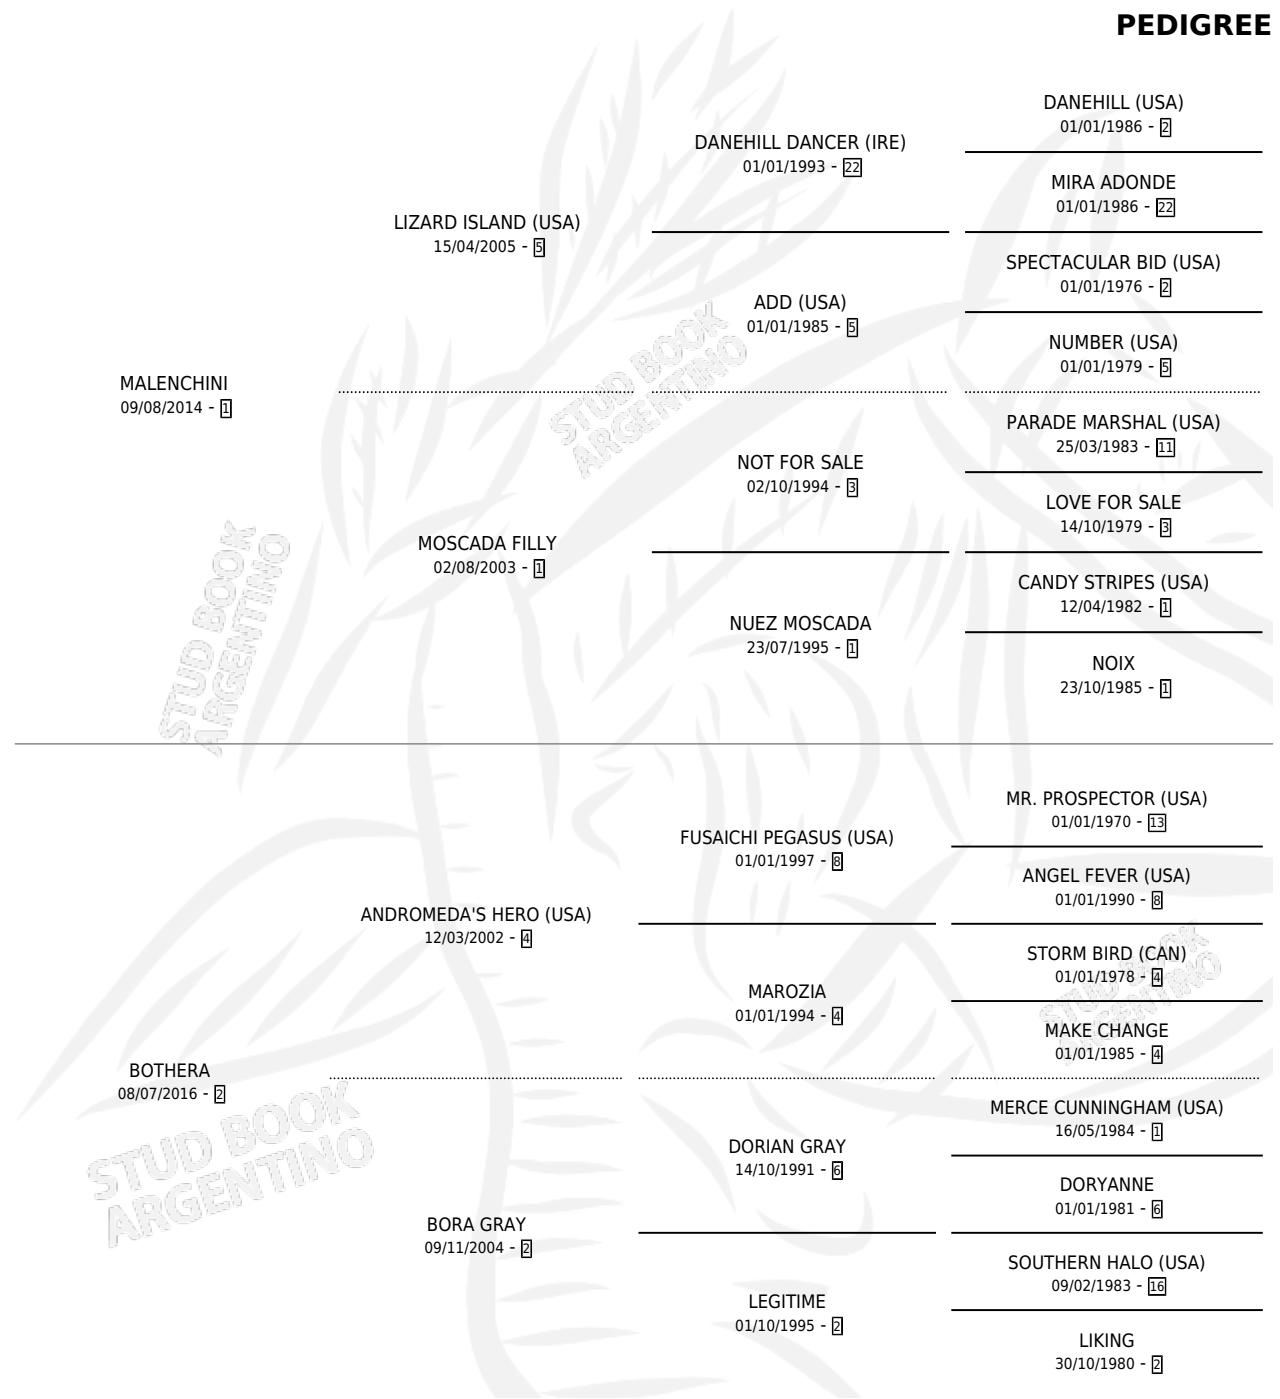 PEDIGREE
DANEHILL (USA)
01/01/1986 - 2
DANEHILL DANCER (IRE)
01/01/1993 - 22
MIRA ADONDE
01/01/1986 - 22
LIZARD ISLAND (USA)
15/04/2005 - 5
SPECTACULAR BID (USA)
01/01/1976 - 2
ADD (USA)
01/01/1985 - 5
NUMBER (USA)
01/01/1979 - 5
MALENCHINI
09/08/2014 - 1
PARADE MARSHAL (USA)
25/03/1983 - 11
NOT FOR SALE
02/10/1994 - 3
LOVE FOR SALE
14/10/1979 - 3
MOSCADA FILLY
02/08/2003 - 1
CANDY STRIPES (USA)
12/04/1982 - 1
NUEZ MOSCADA
23/07/1995 - 1
NOIX
23/10/1985 - 1
MR. PROSPECTOR (USA)
01/01/1970 - 13
FUSAICHI PEGASUS (USA)
01/01/1997 - 8
ANGEL FEVER (USA)
01/01/1990 - 8
ANDROMEDA'S HERO (USA)
12/03/2002 - 4
STORM BIRD (CAN)
01/01/1978 - 4
MAROZIA
01/01/1994 - 4
MAKE CHANGE
01/01/1985 - 4
BOTHERA
08/07/2016 - 2
MERCE CUNNINGHAM (USA)
16/05/1984 - 1
DORIAN GRAY
14/10/1991 - 6
DORYANNE
01/01/1981 - 6
BORA GRAY
09/11/2004 - 2
SOUTHERN HALO (USA)
09/02/1983 - 16
LEGITIME
01/10/1995 - 2
LIKING
30/10/1980 - 2
STUD BOOK
ARGENTINO
STUD BOOK
ARGENTINO
STUD BOOK
ARGENTINO
STUD BOOK
ARGENTINO